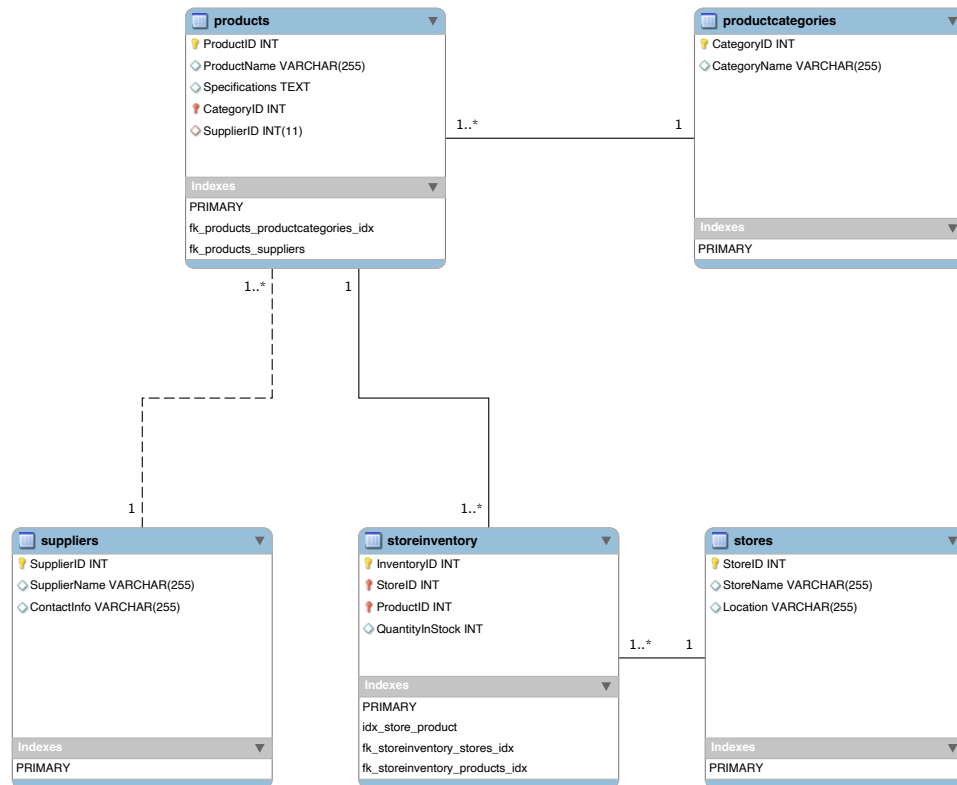 products
ProductID INT
ProductName VARCHAR(255)
Specifications TEXT
CategoryID INT
SupplierID INT(11)
Indexes
PRIMARY
fk_products_productcategories_idx
fk_products_suppliers
productcategories
CategoryID INT
CategoryName VARCHAR(255)
Indexes
PRIMARY
1..*
1
1..*
1
1
1..*
suppliers
SupplierID INT
SupplierName VARCHAR(255)
ContactInfo VARCHAR(255)
Indexes
PRIMARY
storeinventory
InventoryID INT
StoreID INT
ProductID INT
QuantityInStock INT
Indexes
PRIMARY
idx_store_product
fk_storeinventory_stores_idx
fk_storeinventory_products_idx
1..*
1
stores
StoreID INT
StoreName VARCHAR(255)
Location VARCHAR(255)
Indexes
PRIMARY